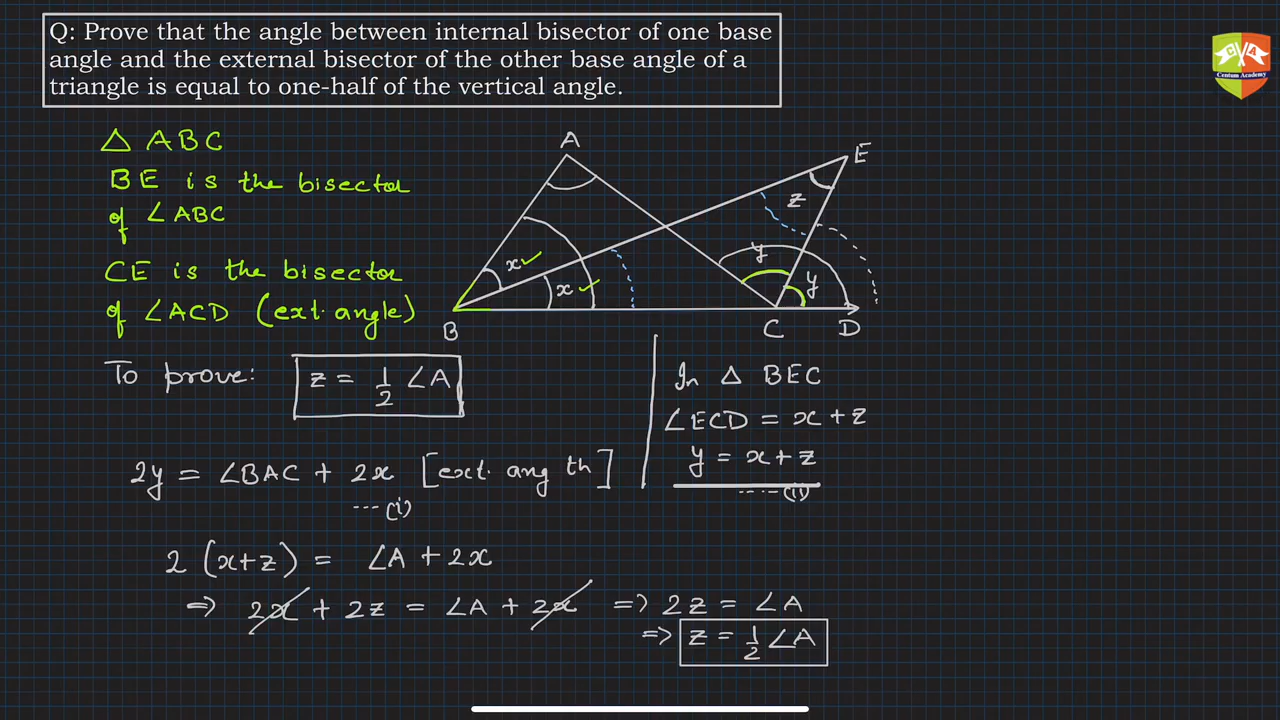 Q: Prove that the angle between internal bisector of one base
angle and the external bisector of the other base angle of a
triangle is equal to one-half of the vertical angle.
C A
Centum Academy
△ ABC
BE is the bisector
of ∠ABC
CE is the bisector
of ∠ACD (ext. angle)
A
E
z
x
y
x
y
B
C
D
To prove: z = 1/2 ∠A
2y = ∠BAC + 2x [ext. ang th]
---(i)
In △ BEC
∠ECD = x + z
y = x + z
-----(ii)
2 (x+z) = ∠A + 2x
⇒ 2x + 2z = ∠A + 2x ⇒ 2z = ∠A
⇒ z = 1/2 ∠A